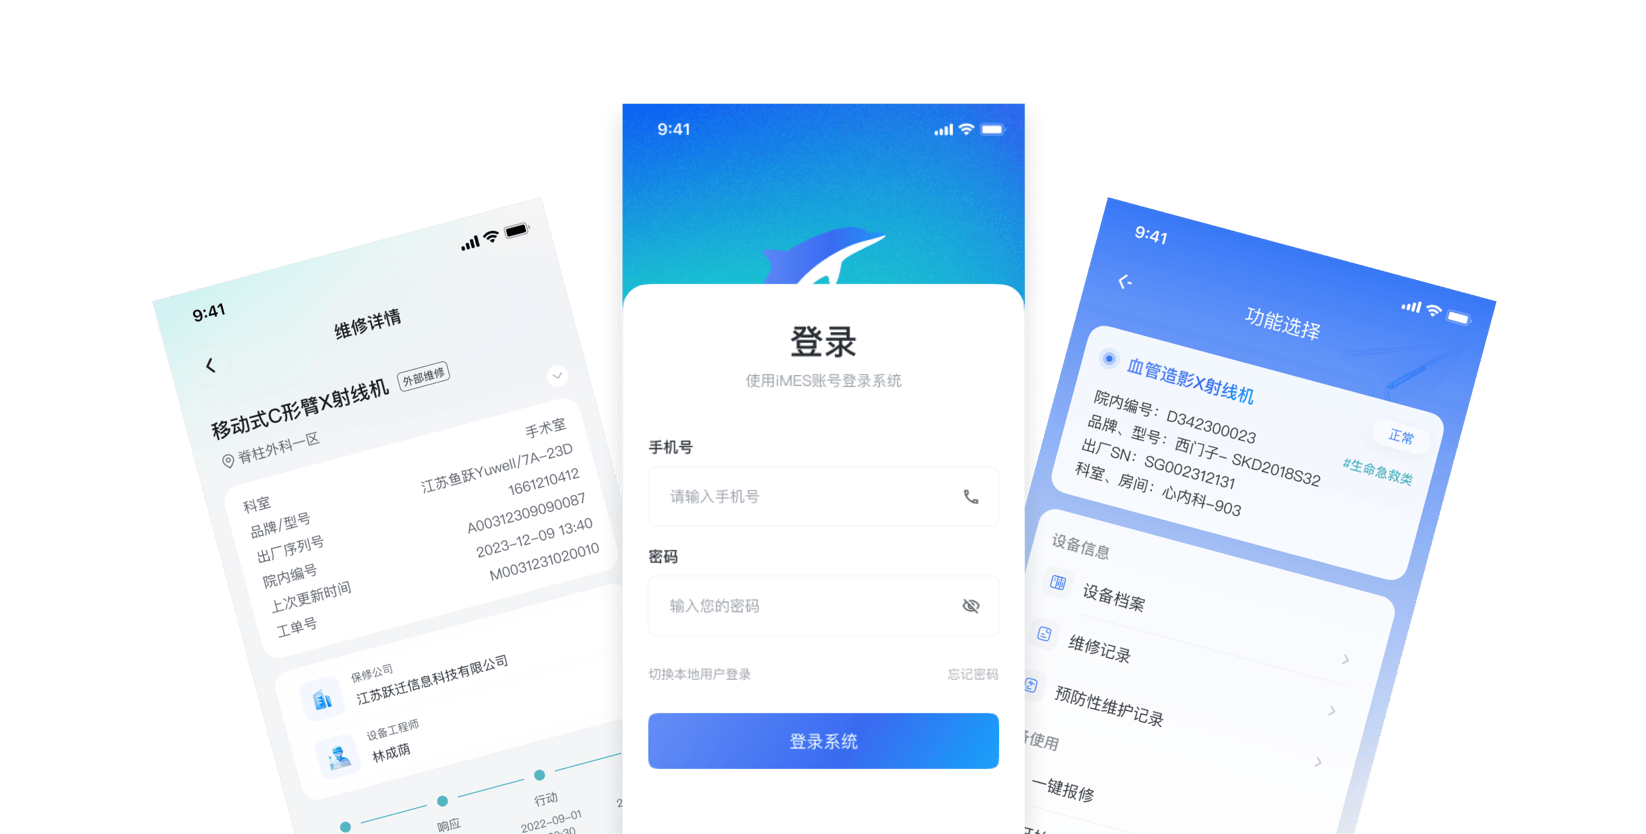 9:41
维修详情
移动式C形臂X射线机 外部维修
脊柱外科一区
科室 手术室
品牌/型号 江苏鱼跃Yuwell/7A-23D
出厂序列号 1661210412
院内编号 A00312309090087
上次更新时间 2023-12-09 13:40
工单号 M0031231020010
保修公司
江苏跃迁信息科技有限公司
设备工程师
林成荫
响应
行动
2022-09-01
9:41
登录
使用iMES账号登录系统
手机号
请输入手机号
密码
输入您的密码
切换本地用户登录 忘记密码
登录系统
9:41
功能选择
血管造影X射线机
正常
院内编号：D342300023
品牌、型号：西门子- SKD2018S32
出厂SN：SG002312131
科室、房间：心内科-903
#生命急救类
设备信息
设备档案
维修记录
预防性维护记录
使用
一键报修